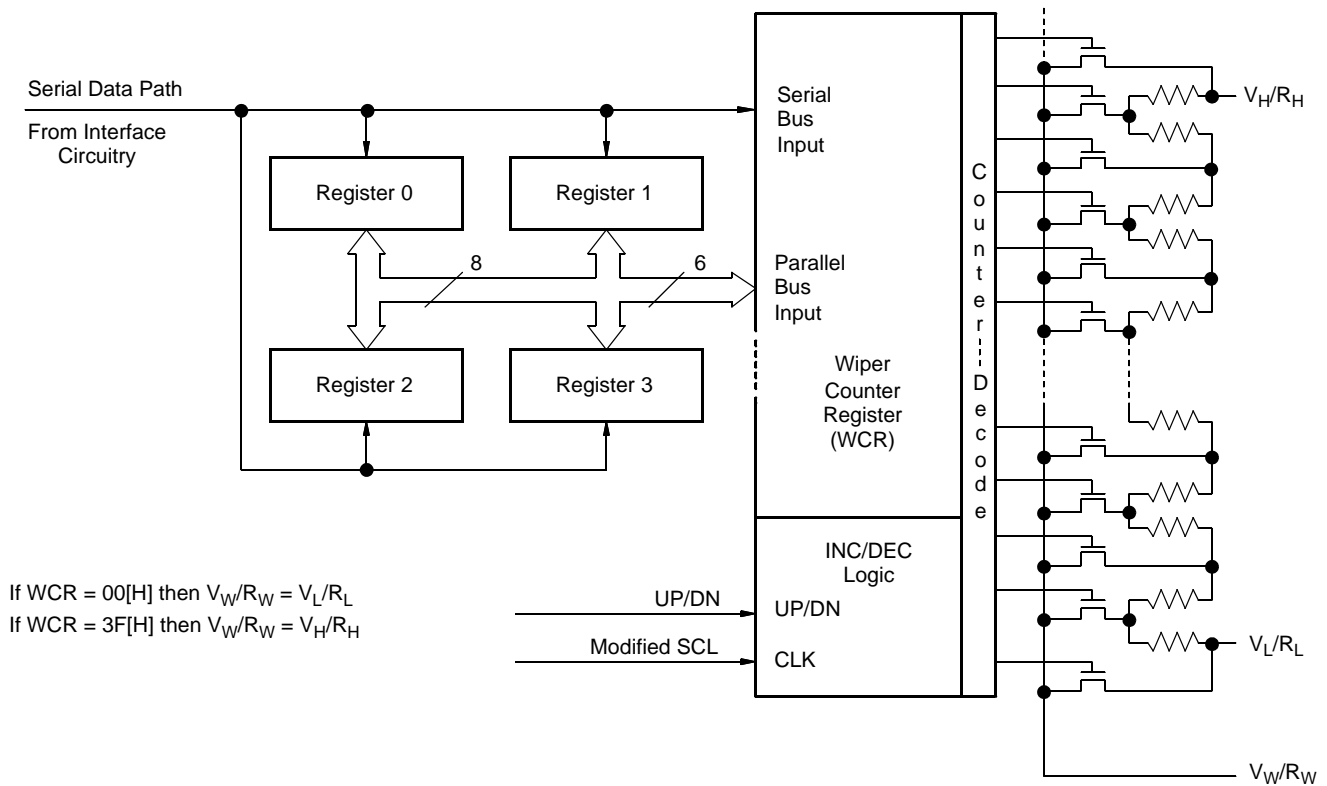 Serial Data Path
From Interface
Circuitry
Register 0
Register 1
8
6
Register 2
Register 3
Serial
Bus
Input
Parallel
Bus
Input
Wiper
Counter
Register
(WCR)
INC/DEC
Logic
UP/DN
UP/DN
Modified SCL
CLK
Counter
Decode
VH/RH
VL/RL
VW/RW
If WCR = 00[H] then VW/RW = VL/RL
If WCR = 3F[H] then VW/RW = VH/RH